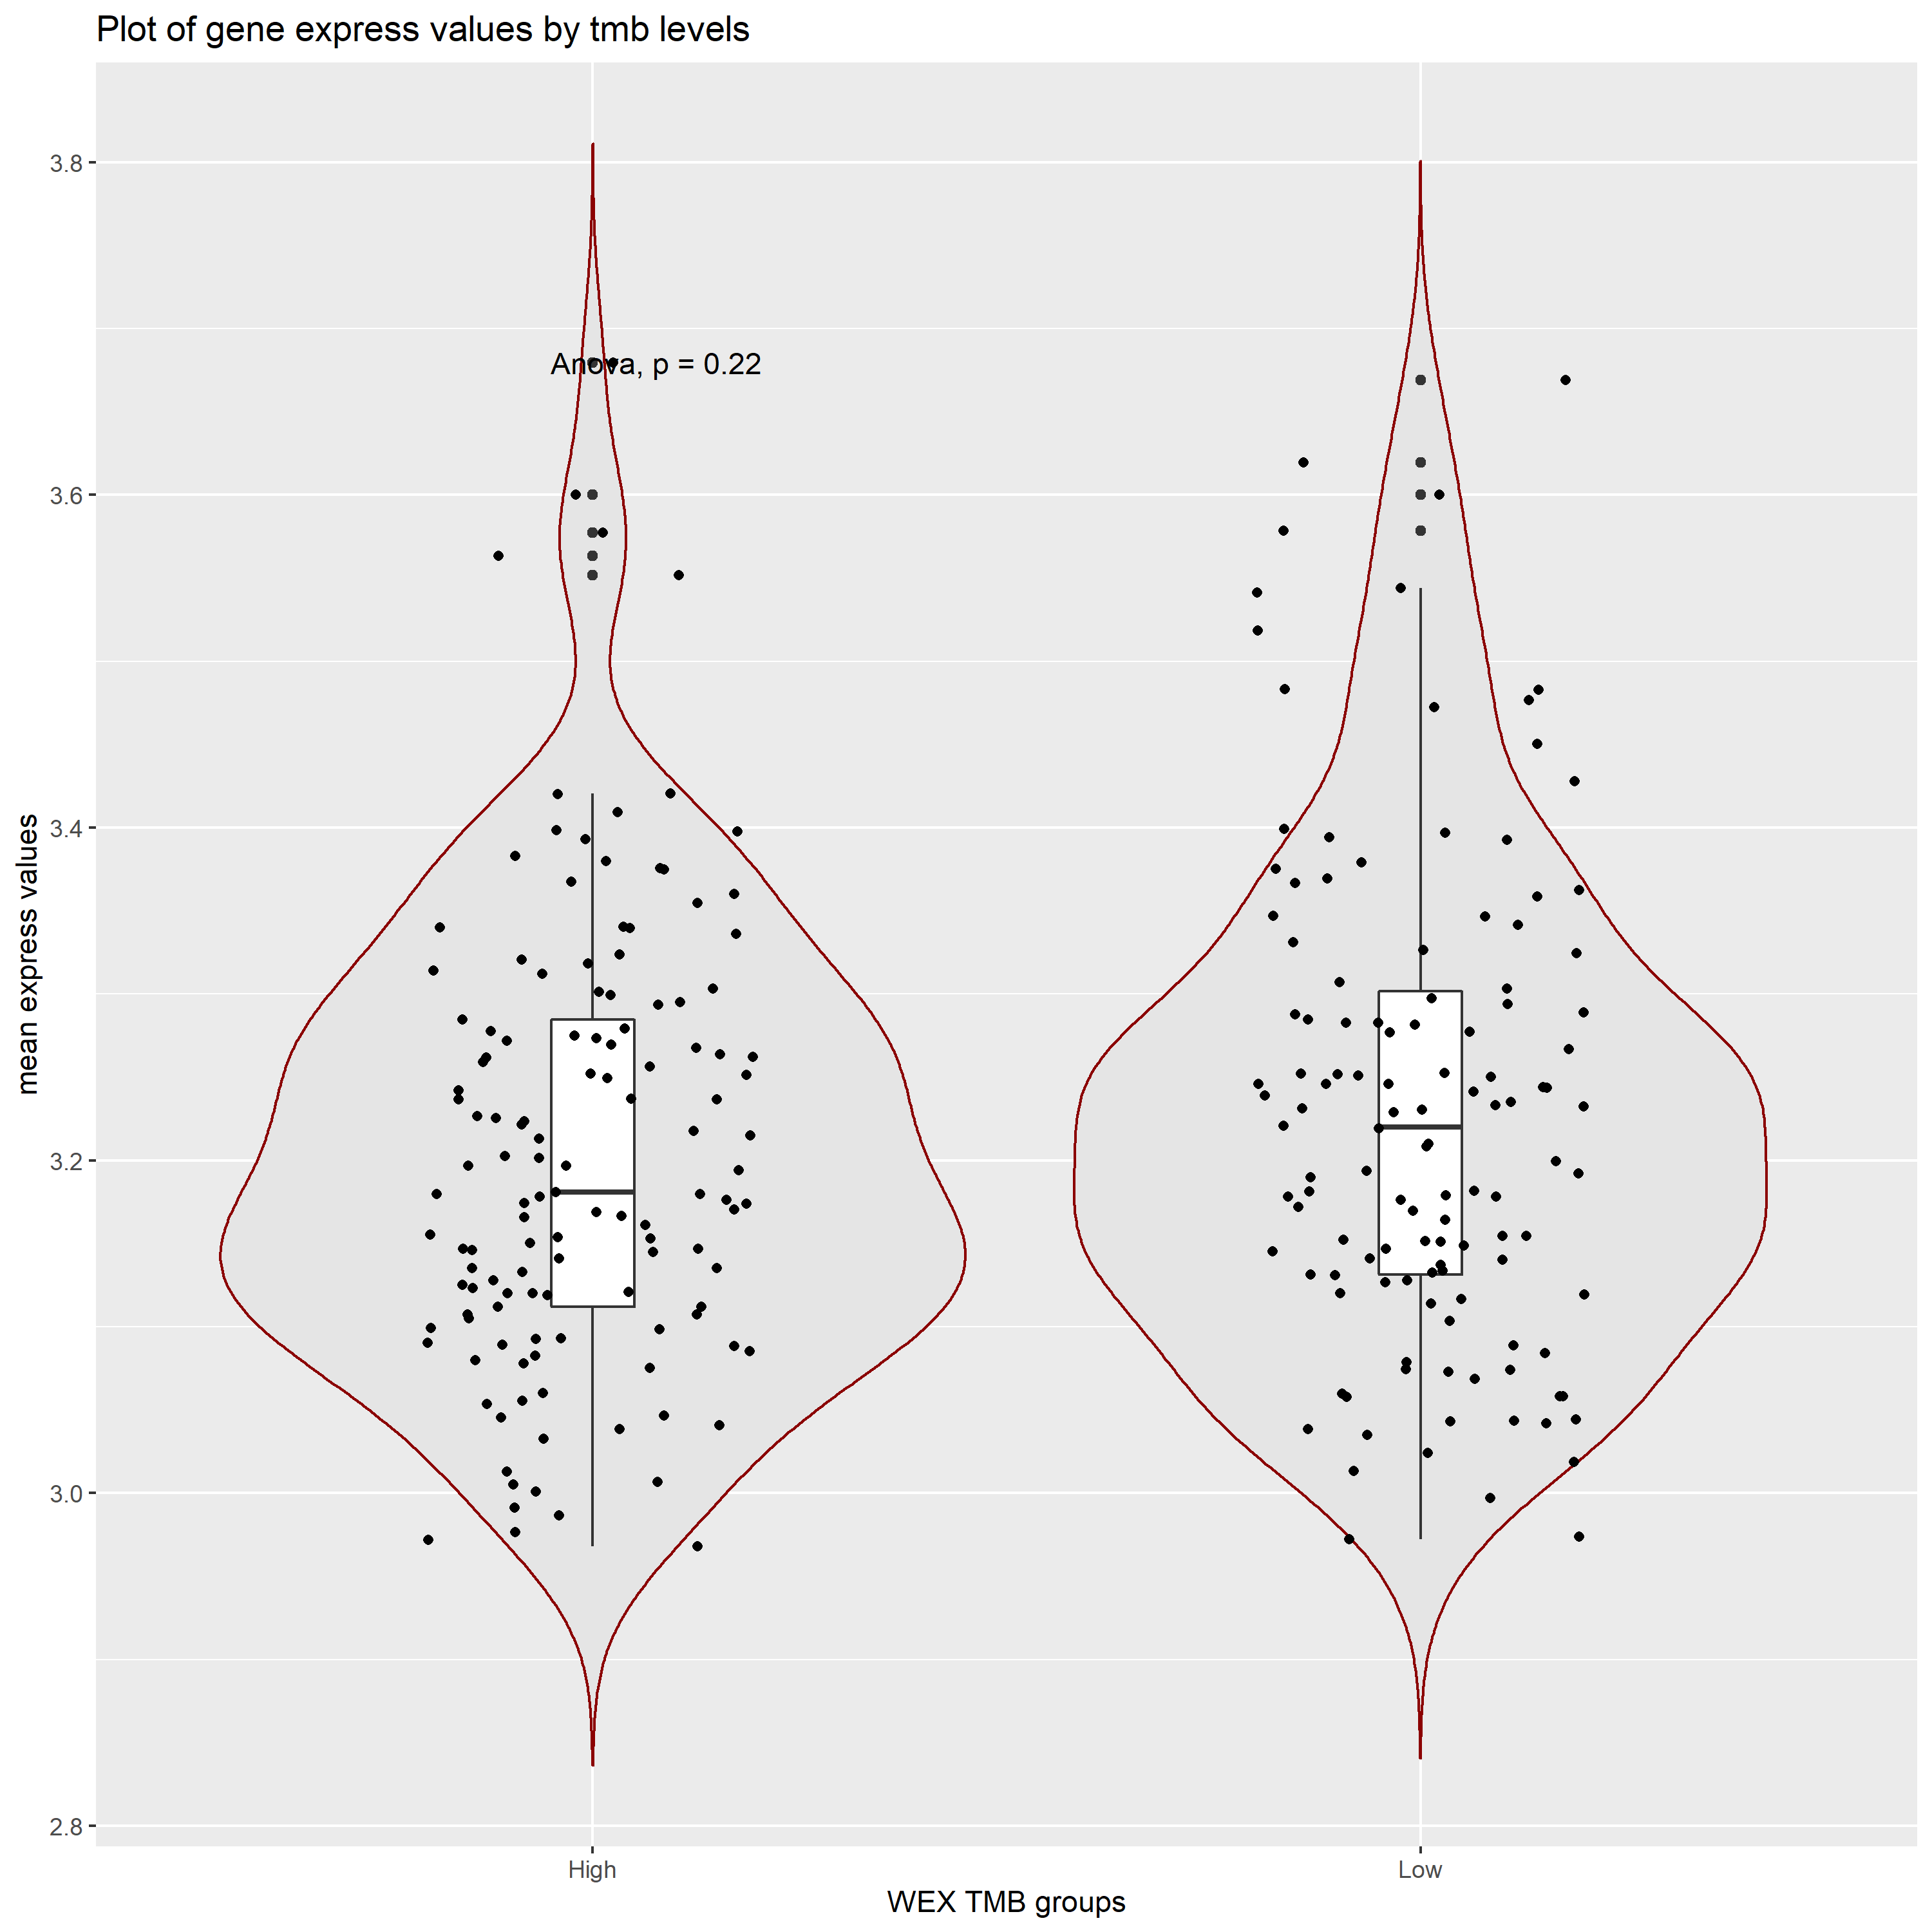 Plot of gene express values by tmb levels
3.8
Anova, p = 0.22
3.6
3.4
mean express values
3.2
3.0
2.8
High
Low
WEX TMB groups